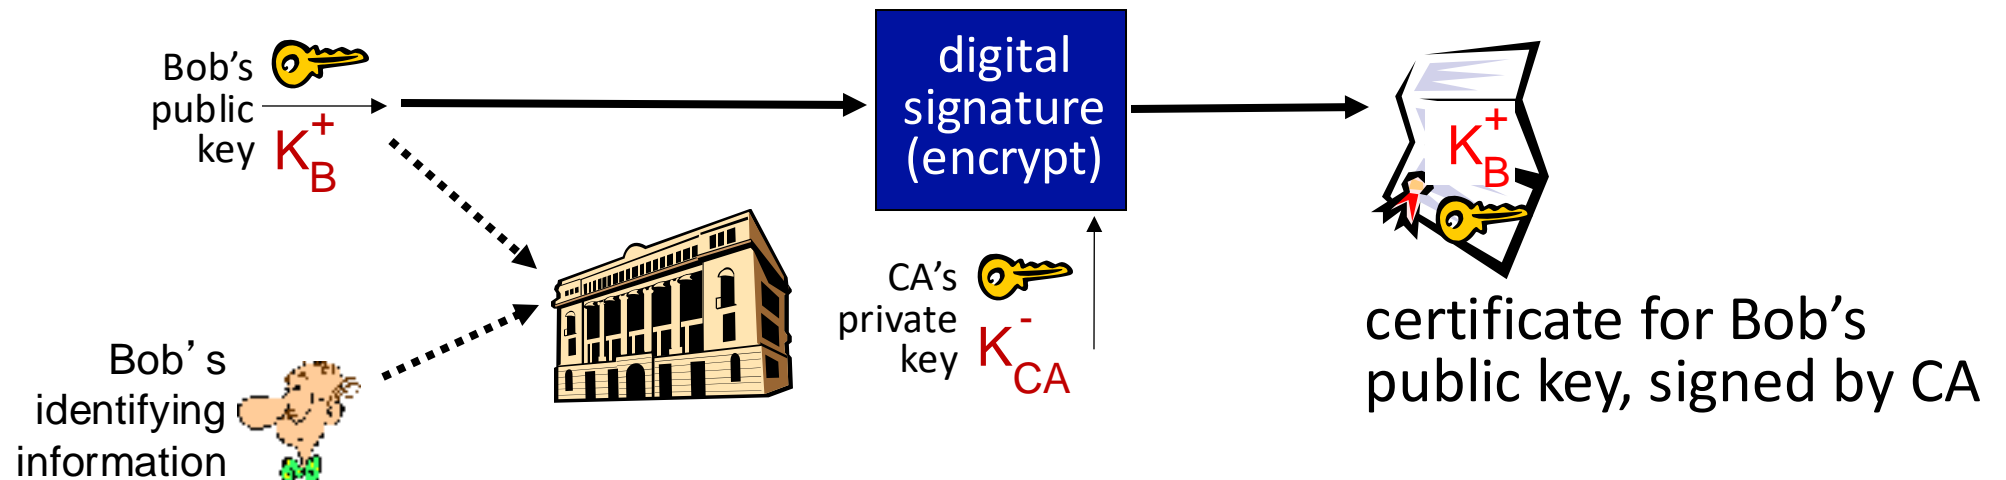 Bob’s
public
key
K+B
digital
signature
(encrypt)
K+B
CA’s
private
key
K-CA
certificate for Bob’s
public key, signed by CA
Bob’s
identifying
information